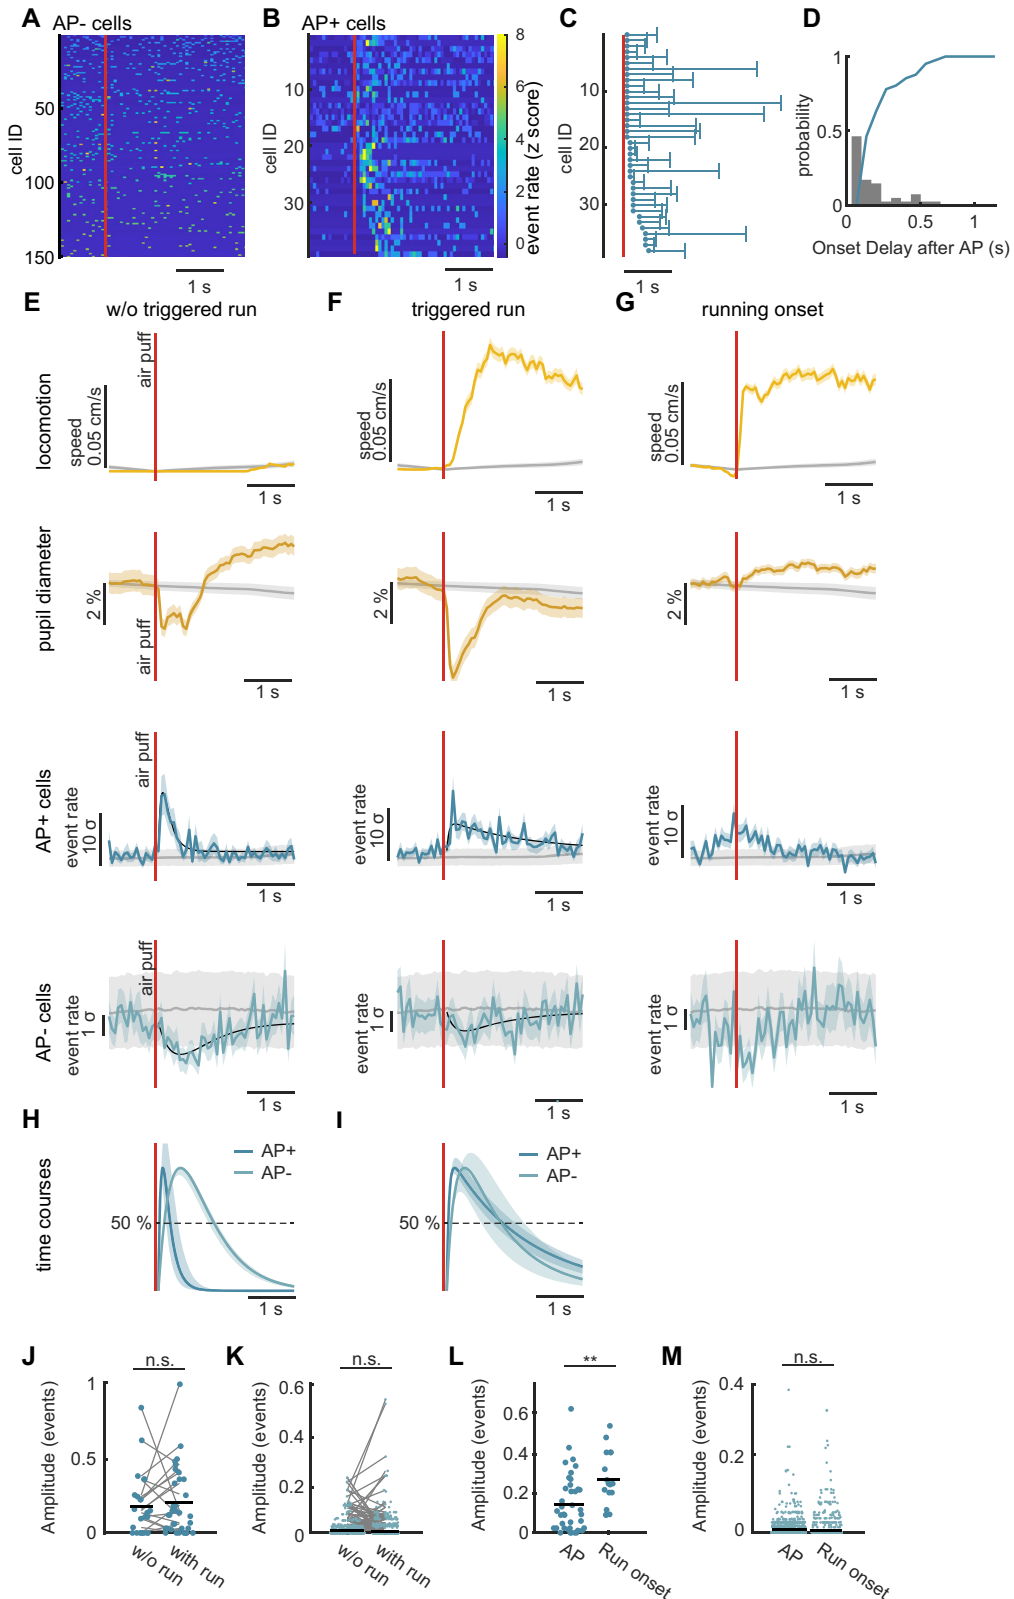 A AP- cells
cell ID
50
100
150
1 s
B AP+ cells
cell ID
10
20
30
1 s
event rate (z score)
8
6
4
2
0
C
cell ID
10
20
30
1 s
D
probability
1
0.5
0
0
0.5
1
Onset Delay after AP (s)
E w/o triggered run
F triggered run
G running onset
locomotion
speed
0.05 cm/s
air puff
1 s
speed
0.05 cm/s
1 s
speed
0.05 cm/s
1 s
pupil diameter
2 %
air puff
1 s
2 %
1 s
2 %
1 s
AP+ cells
event rate
10 σ
air puff
1 s
event rate
10 σ
1 s
event rate
10 σ
1 s
AP- cells
event rate
1 σ
air puff
1 s
event rate
1 σ
1 s
event rate
1 σ
1 s
H
time courses
AP+
AP-
50 %
1 s
I
AP+
AP-
50 %
1 s
J
n.s.
Amplitude (events)
1
0.5
0
w/o run
with run
K
n.s.
Amplitude (events)
0.6
0.4
0.2
0
w/o run
with run
L
**
Amplitude (events)
0.6
0.4
0.2
0
AP
Run onset
M
n.s.
Amplitude (events)
0.4
0.2
0
AP
Run onset